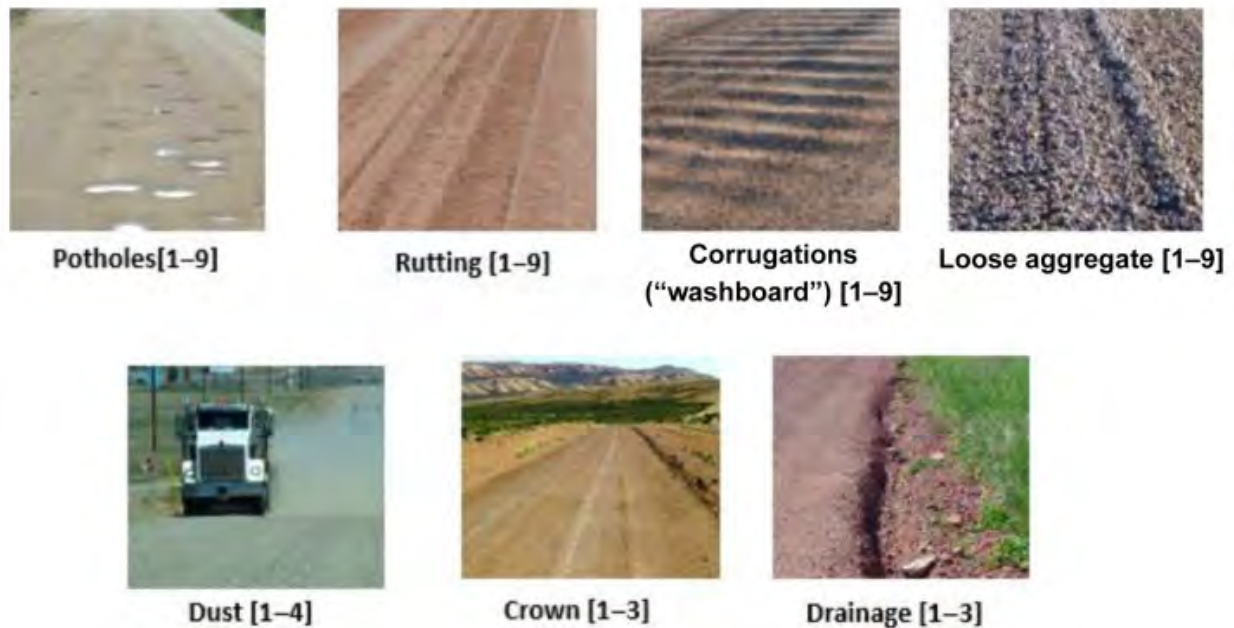 Potholes[1–9]
Rutting [1–9]
Corrugations
(“washboard”) [1–9]
Loose aggregate [1–9]
Dust [1–4]
Crown [1–3]
Drainage [1–3]